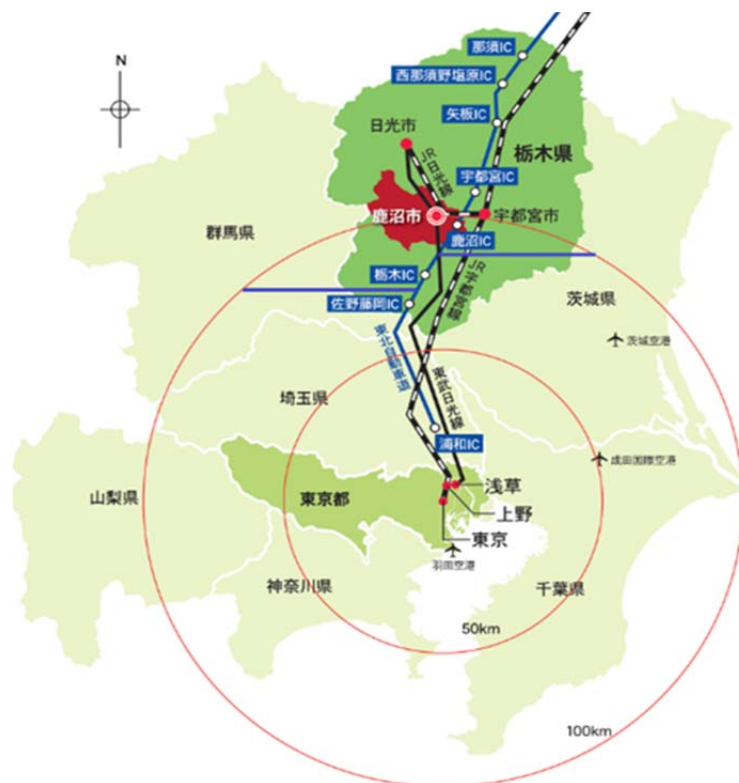 N
那須IC
西那須野塩原IC
矢板IC
日光市
栃木県
JR日光線
宇都宮IC
鹿沼市
宇都宮市
群馬県
鹿沼IC
栃木IC
JR宇都宮線
佐野藤岡IC
茨城県
東北自動車道
茨城空港
東武日光線
埼玉県
浦和IC
成田国際空港
山梨県
東京都
浅草
上野
東京
羽田空港
神奈川県
千葉県
50km
100km